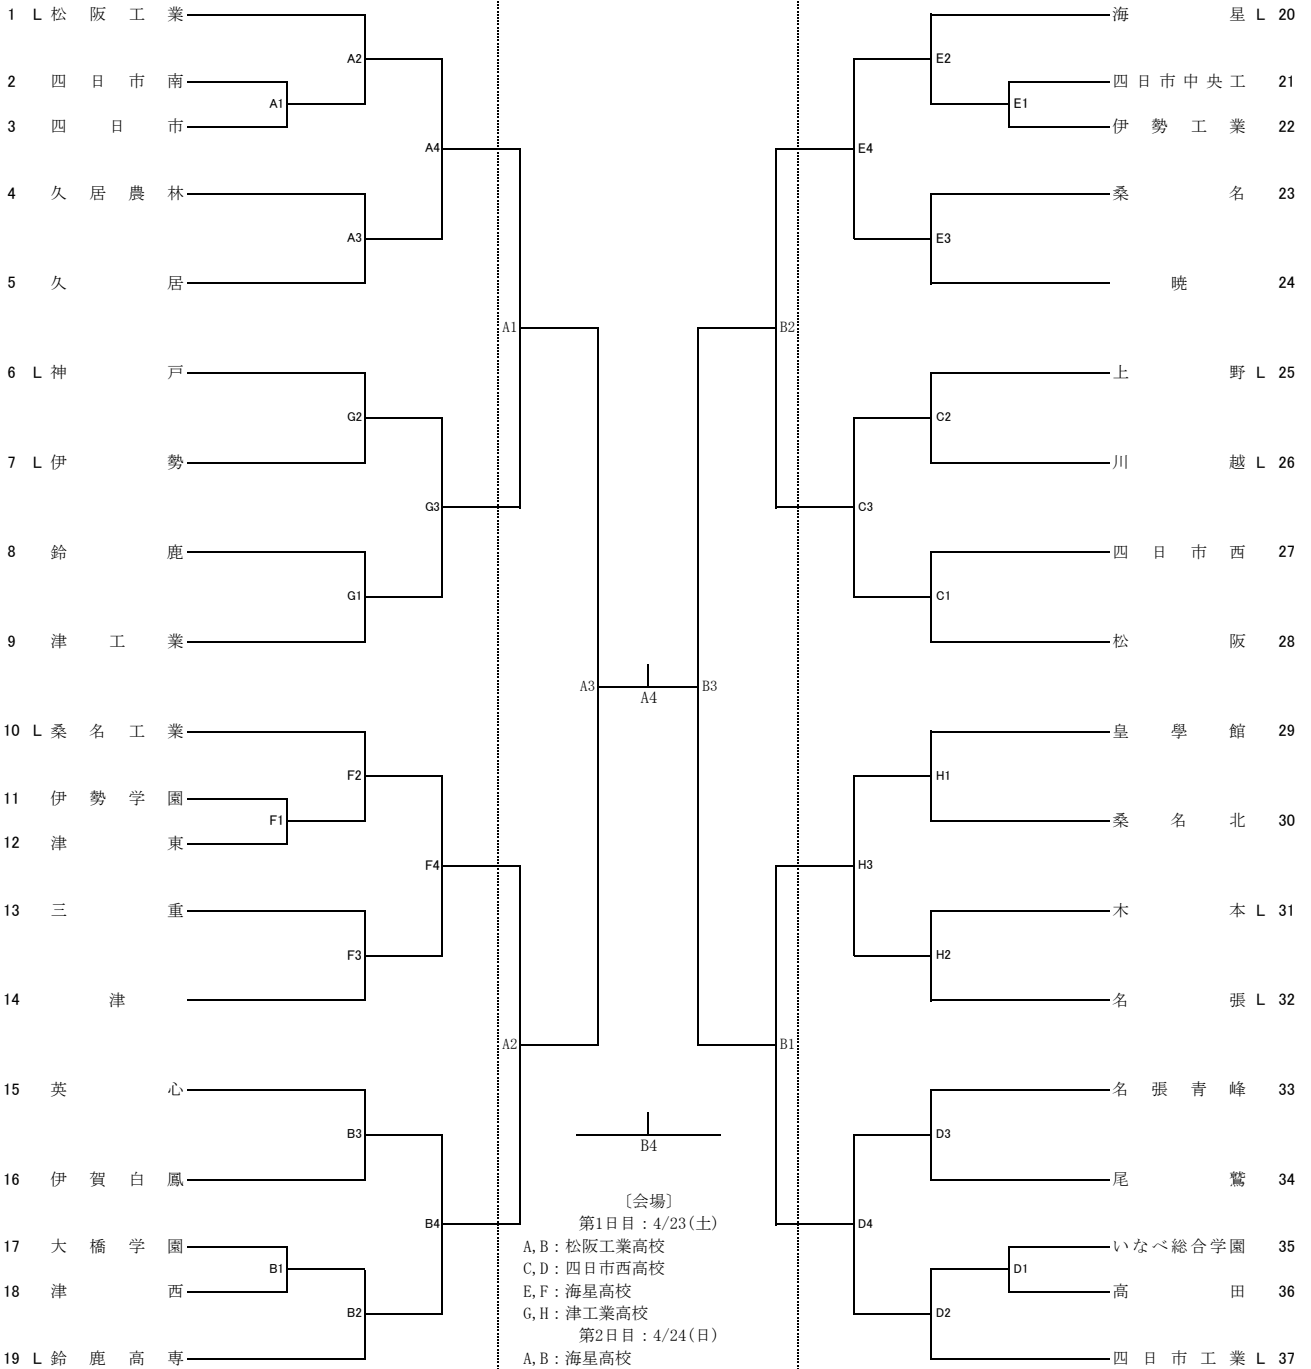 1 L 松阪工業
A2
2 四日市南
A1
3 四日市
A4
4 久居農林
A3
5 久居
A1
6 L 神戸
G2
7 L 伊勢
G3
8 鈴鹿
G1
9 津工業
A3
10 L 桑名工業
F2
11 伊勢学園
F1
12 津東
F4
13 三重
F3
14 津
A2
15 英心
B3
16 伊賀白鳳
B4
17 大橋学園
B1
18 津西
B2
19 L 鈴鹿高専
A4
B4
〔会場〕
第1日目:4/23(土)
A,B:松阪工業高校
C,D:四日市西高校
E,F:海星高校
G,H:津工業高校
第2日目:4/24(日)
A,B:海星高校
海星 L 20
E2
四日市中央工 21
E1
伊勢工業 22
E4
桑名 23
E3
暁 24
B2
上野 L 25
C2
川越 L 26
C3
四日市西 27
C1
松阪 28
B3
皇學館 29
H1
桑名北 30
H3
木本 L 31
H2
名張 L 32
B1
名張青峰 33
D3
尾鷲 34
D4
いなべ総合学園 35
D1
高田 36
D2
四日市工業 L 37